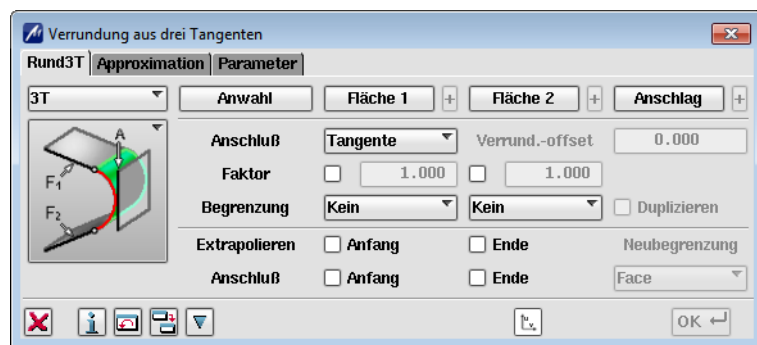 Verrundung aus drei Tangenten
Rund3T Approximation Parameter
3T Anwahl Fläche 1 + Fläche 2 + Anschlag +
A
F1
F2
Anschluß Tangente Verrund.-offset 0.000
Faktor 1.000 1.000
Begrenzung Kein Kein Duplizieren
Extrapolieren Anfang Ende Neubegrenzung
Anschluß Anfang Ende Face
OK